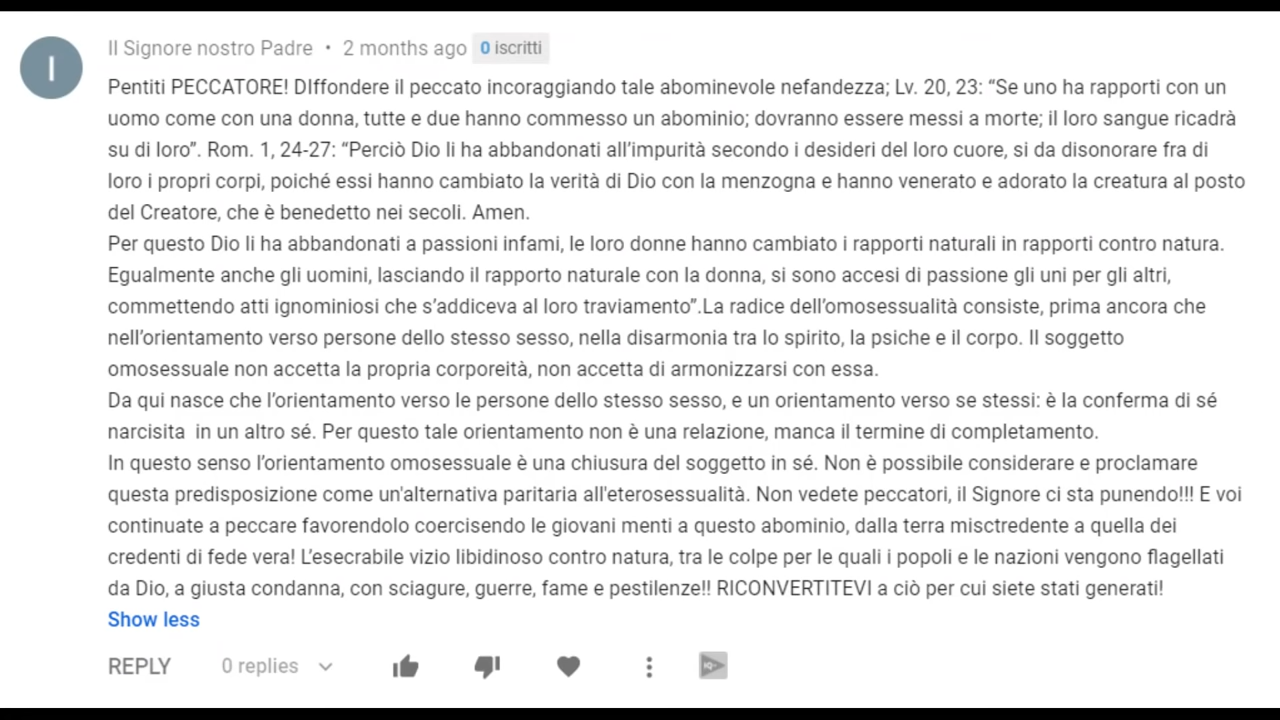 I
Il Signore nostro Padre • 2 months ago 0 iscritti
Pentiti PECCATORE! DIffondere il peccato incoraggiando tale abominevole nefandezza; Lv. 20, 23: “Se uno ha rapporti con un
uomo come con una donna, tutte e due hanno commesso un abominio; dovranno essere messi a morte; il loro sangue ricadrà
su di loro”. Rom. 1, 24-27: “Perciò Dio li ha abbandonati all’impurità secondo i desideri del loro cuore, si da disonorare fra di
loro i propri corpi, poiché essi hanno cambiato la verità di Dio con la menzogna e hanno venerato e adorato la creatura al posto
del Creatore, che è benedetto nei secoli. Amen.
Per questo Dio li ha abbandonati a passioni infami, le loro donne hanno cambiato i rapporti naturali in rapporti contro natura.
Egualmente anche gli uomini, lasciando il rapporto naturale con la donna, si sono accesi di passione gli uni per gli altri,
commettendo atti ignominiosi che s’addiceva al loro traviamento”.La radice dell’omosessualità consiste, prima ancora che
nell’orientamento verso persone dello stesso sesso, nella disarmonia tra lo spirito, la psiche e il corpo. Il soggetto
omosessuale non accetta la propria corporeità, non accetta di armonizzarsi con essa.
Da qui nasce che l’orientamento verso le persone dello stesso sesso, e un orientamento verso se stessi: è la conferma di sé
narcisita in un altro sé. Per questo tale orientamento non è una relazione, manca il termine di completamento.
In questo senso l’orientamento omosessuale è una chiusura del soggetto in sé. Non è possibile considerare e proclamare
questa predisposizione come un'alternativa paritaria all'eterosessualità. Non vedete peccatori, il Signore ci sta punendo!!! E voi
continuate a peccare favorendolo coercisendo le giovani menti a questo abominio, dalla terra misctredente a quella dei
credenti di fede vera! L’esecrabile vizio libidinoso contro natura, tra le colpe per le quali i popoli e le nazioni vengono flagellati
da Dio, a giusta condanna, con sciagure, guerre, fame e pestilenze!! RICONVERTITEVI a ciò per cui siete stati generati!
Show less
REPLY 0 replies IQ